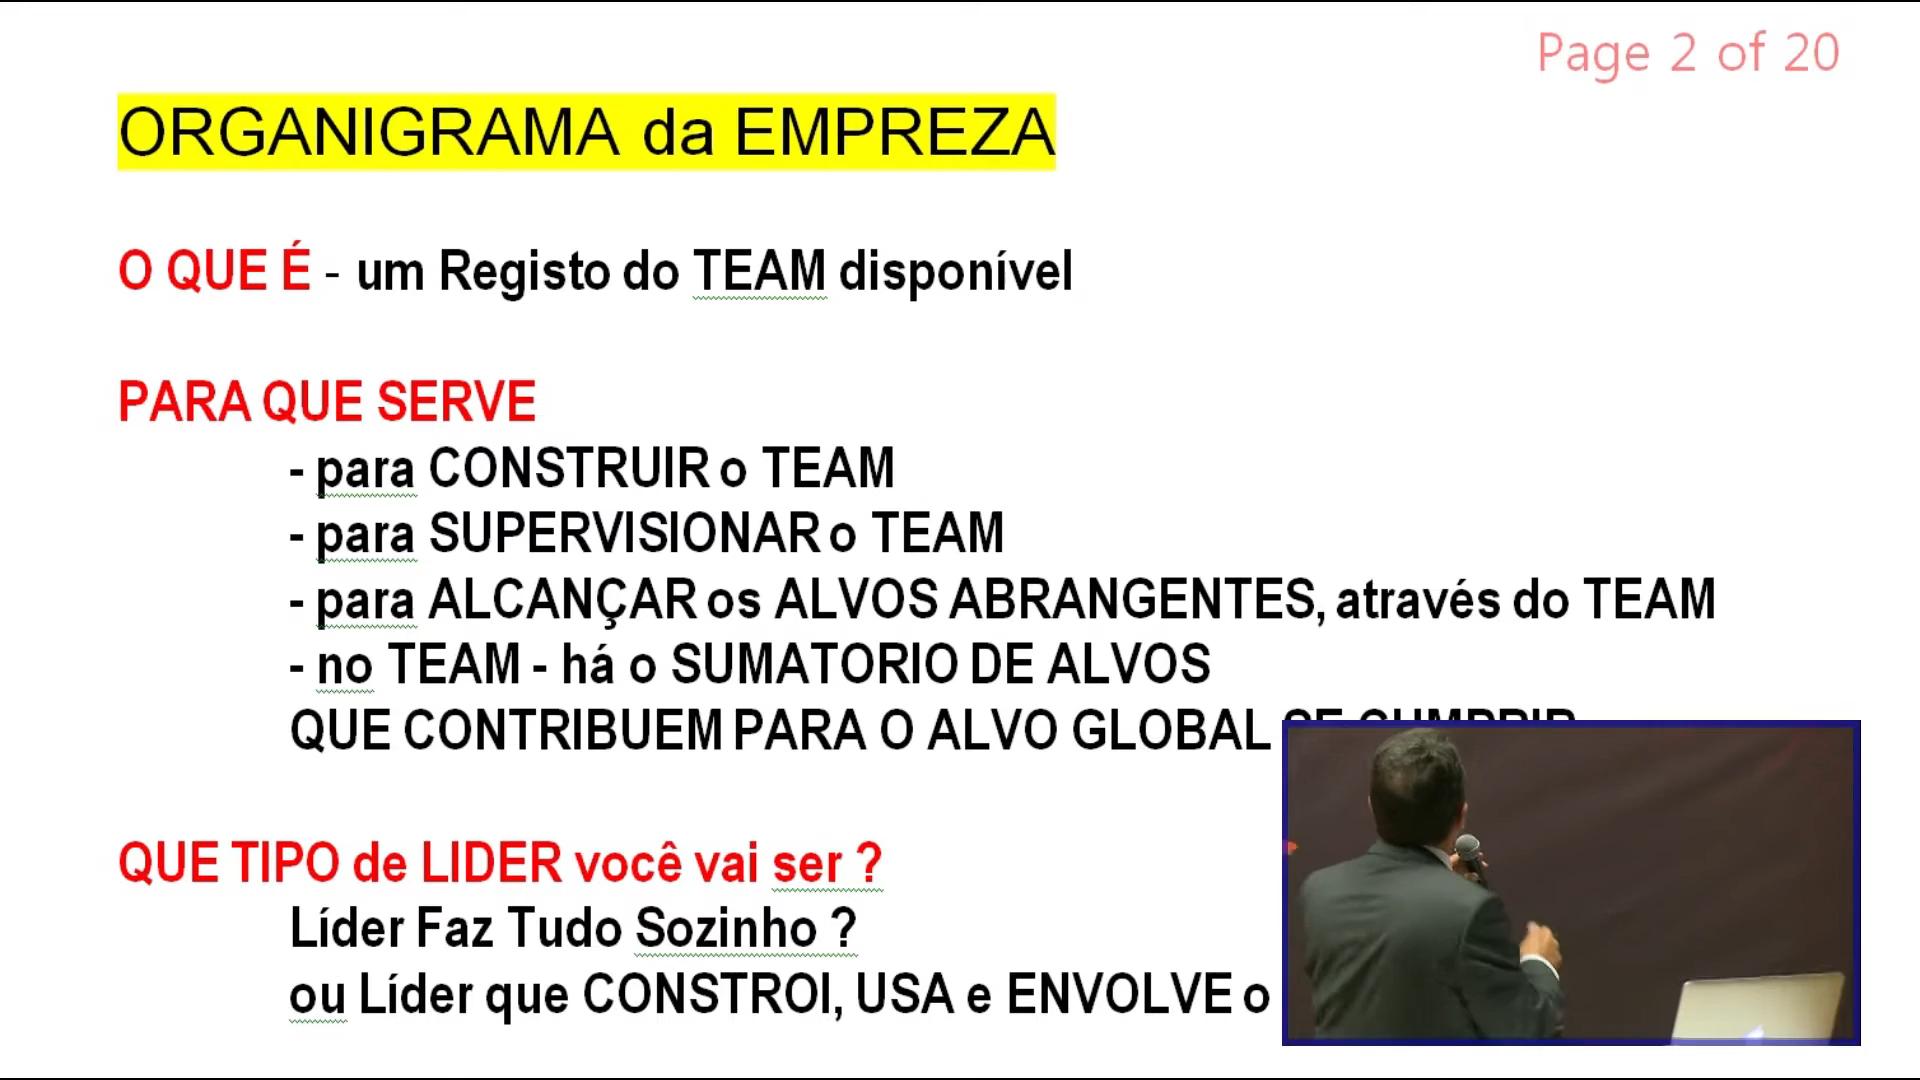 Page 2 of 20
ORGANIGRAMA da EMPREZA
O QUE É - um Registo do TEAM disponível
PARA QUE SERVE
- para CONSTRUIR o TEAM
- para SUPERVISIONAR o TEAM
- para ALCANÇAR os ALVOS ABRANGENTES, através do TEAM
- no TEAM - há o SUMATORIO DE ALVOS
QUE CONTRIBUEM PARA O ALVO GLOBAL SE CUMPRIR
QUE TIPO de LIDER você vai ser ?
Líder Faz Tudo Sozinho ?
ou Líder que CONSTROI, USA e ENVOLVE o